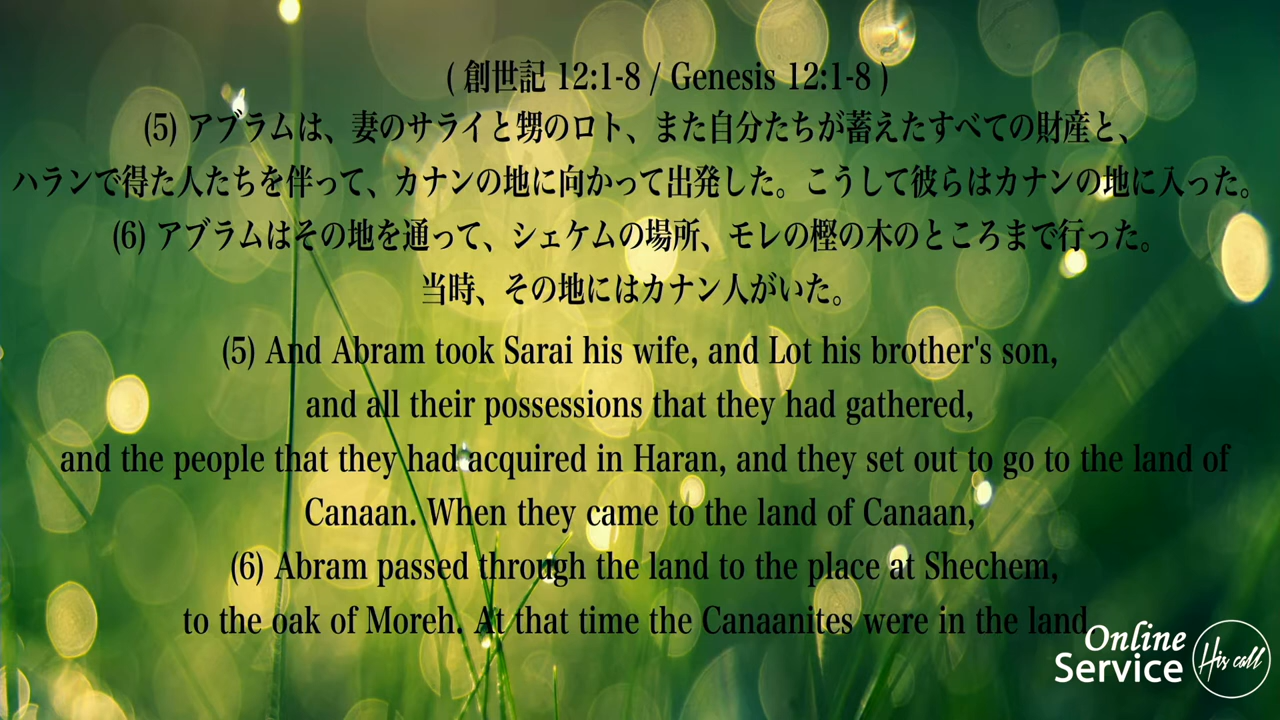 ( 創世記 12:1-8 / Genesis 12:1-8 )
(5) アブラムは、妻のサライと甥のロト、また自分たちが蓄えたすべての財産と、
ハランで得た人たちを伴って、カナンの地に向かって出発した。こうして彼らはカナンの地に入った。
(6) アブラムはその地を通って、シェケムの場所、モレの樫の木のところまで行った。
当時、その地にはカナン人がいた。
(5) And Abram took Sarai his wife, and Lot his brother's son,
and all their possessions that they had gathered,
and the people that they had acquired in Haran, and they set out to go to the land of
Canaan. When they came to the land of Canaan,
(6) Abram passed through the land to the place at Shechem,
to the oak of Moreh. At that time the Canaanites were in the land
Online
Service
His call